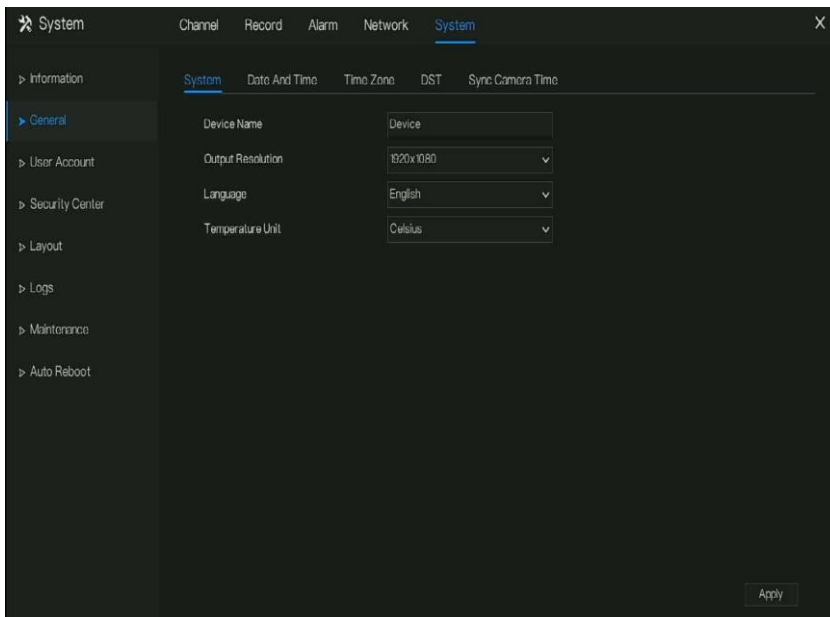 System Channel Record Alarm Network System X
Information
General
User Account
Security Center
Layout
Logs
Maintenance
Auto Reboot
System Date And Time Time Zone DST Sync Camera Time
Device Name Device
Output Resolution 1920x1080
Language English
Temperature Unit Celsius
Apply